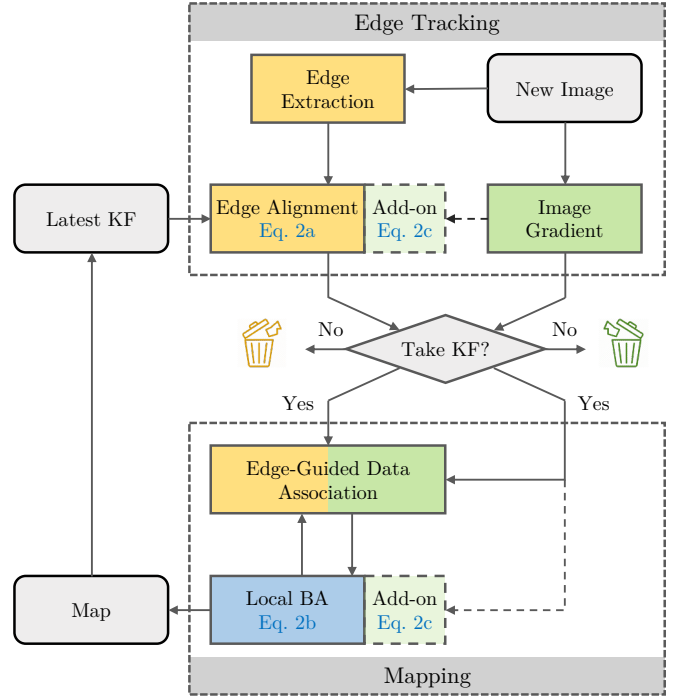 Edge Tracking
Edge
Extraction
New Image
Latest KF
Edge Alignment
Eq. 2a
Add-on
Eq. 2c
Image
Gradient
No
Take KF?
No
Yes
Yes
Edge-Guided Data
Association
Map
Local BA
Eq. 2b
Add-on
Eq. 2c
Mapping